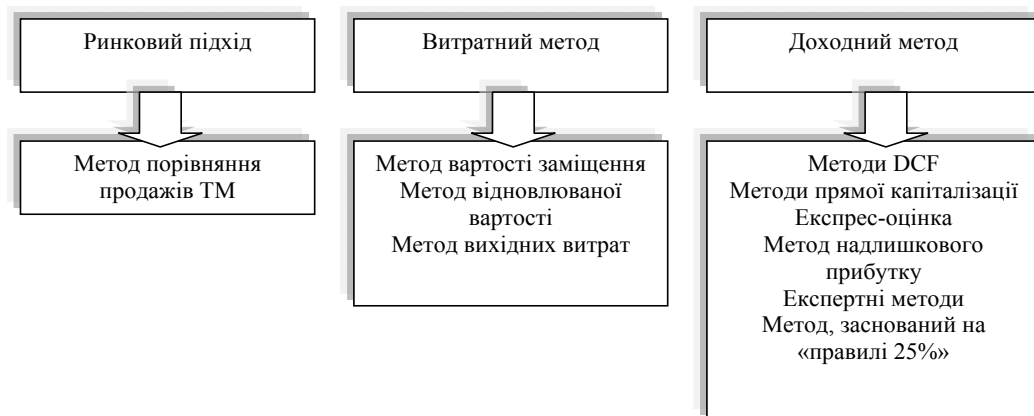 Ринковий підхід
Витратний метод
Доходний метод
Метод порівняння
продажів ТМ
Метод вартості заміщення
Метод відновлюваної
вартості
Метод вихідних витрат
Методи DCF
Методи прямої капіталізації
Експрес-оцінка
Метод надлишкового
прибутку
Експертні методи
Метод, заснований на
«правилі 25%»